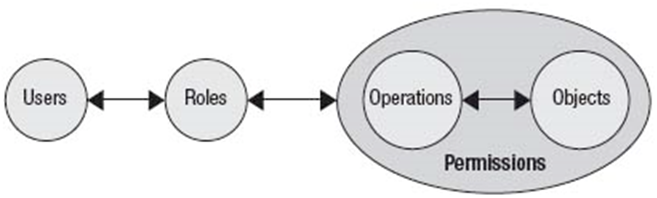 Users
Roles
Operations
Objects
Permissions